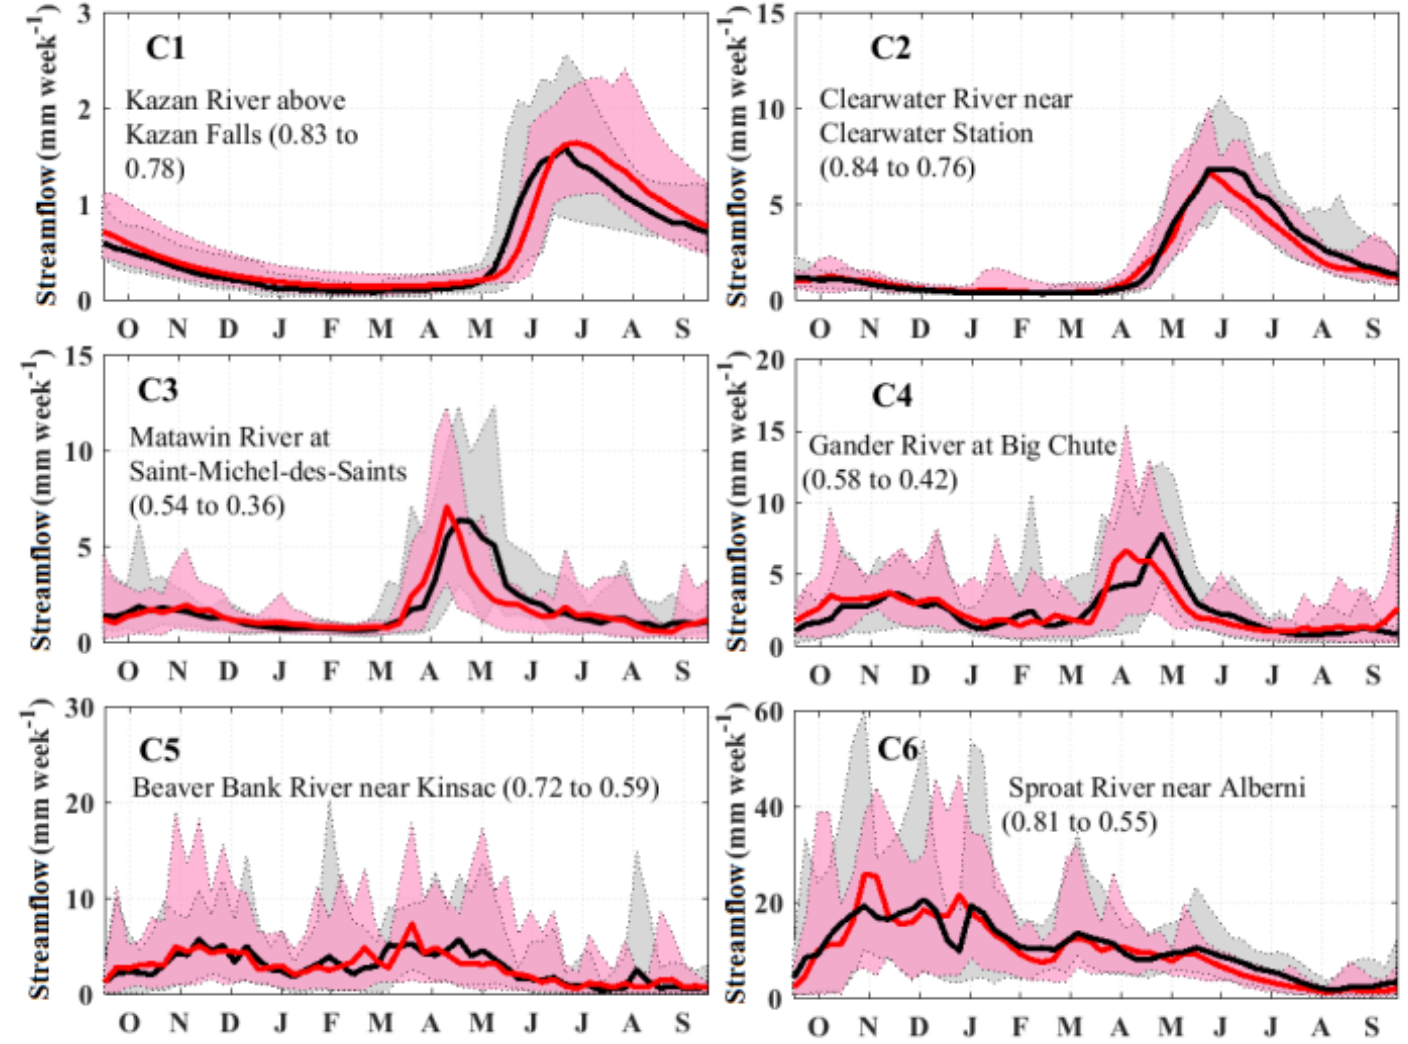 C1
Kazan River above
Kazan Falls (0.83 to
0.78)
Streamflow (mm week-1)
3
2
1
0
O N D J F M A M J J A S
C2
Clearwater River near
Clearwater Station
(0.84 to 0.76)
Streamflow (mm week-1)
15
10
5
0
O N D J F M A M J J A S
C3
Matawin River at
Saint-Michel-des-Saints
(0.54 to 0.36)
Streamflow (mm week-1)
15
10
5
0
O N D J F M A M J J A S
C4
Gander River at Big Chute
(0.58 to 0.42)
Streamflow (mm week-1)
20
15
10
5
0
O N D J F M A M J J A S
C5
Beaver Bank River near Kinsac (0.72 to 0.59)
Streamflow (mm week-1)
30
20
10
0
O N D J F M A M J J A S
C6
Sproat River near Alberni
(0.81 to 0.55)
Streamflow (mm week-1)
60
40
20
0
O N D J F M A M J J A S